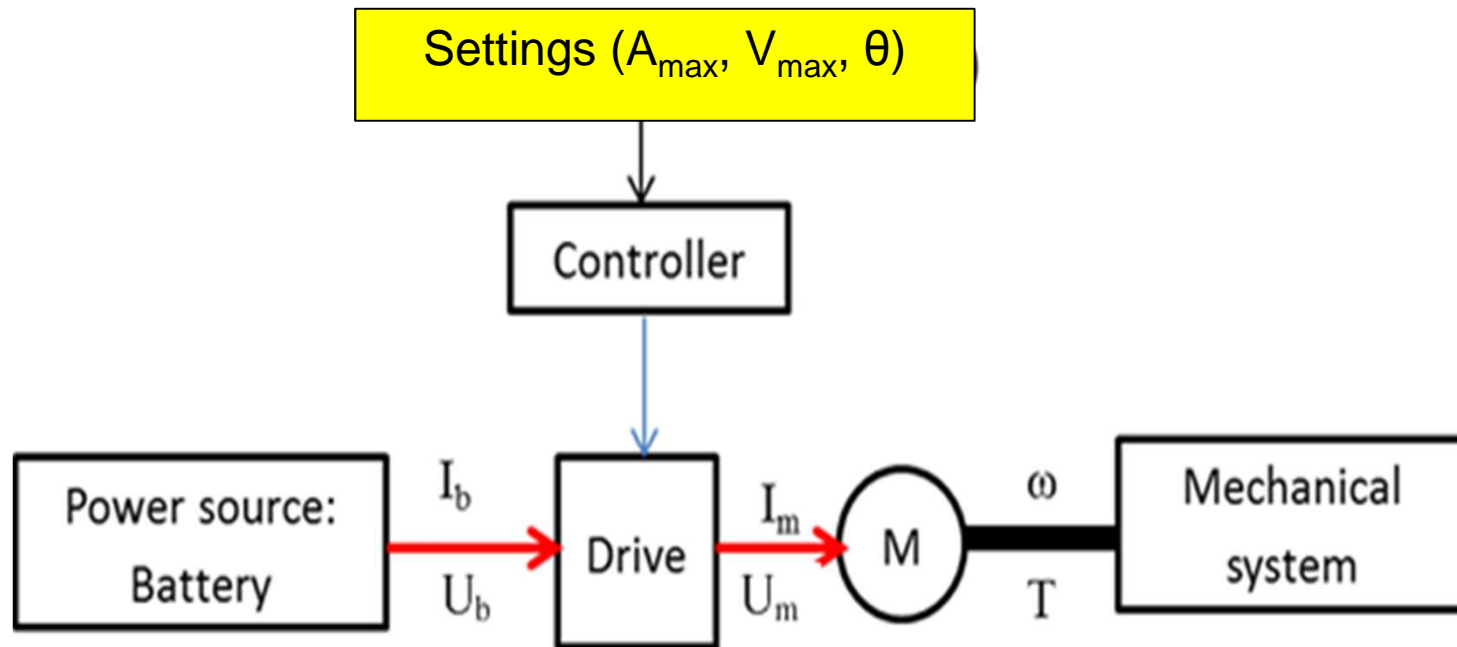 Settings (Amax, Vmax, θ)
Controller
Power source:
Battery
Ib
Ub
Drive
Im
Um
M
ω
T
Mechanical
system